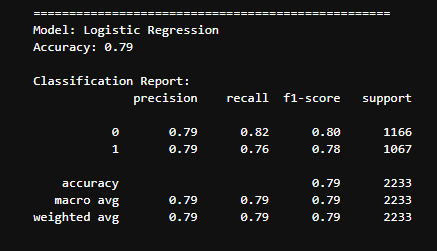 ====================================================
Model: Logistic Regression
Accuracy: 0.79
Classification Report:
precision recall f1-score support
0 0.79 0.82 0.80 1166
1 0.79 0.76 0.78 1067
accuracy 0.79 2233
macro avg 0.79 0.79 0.79 2233
weighted avg 0.79 0.79 0.79 2233